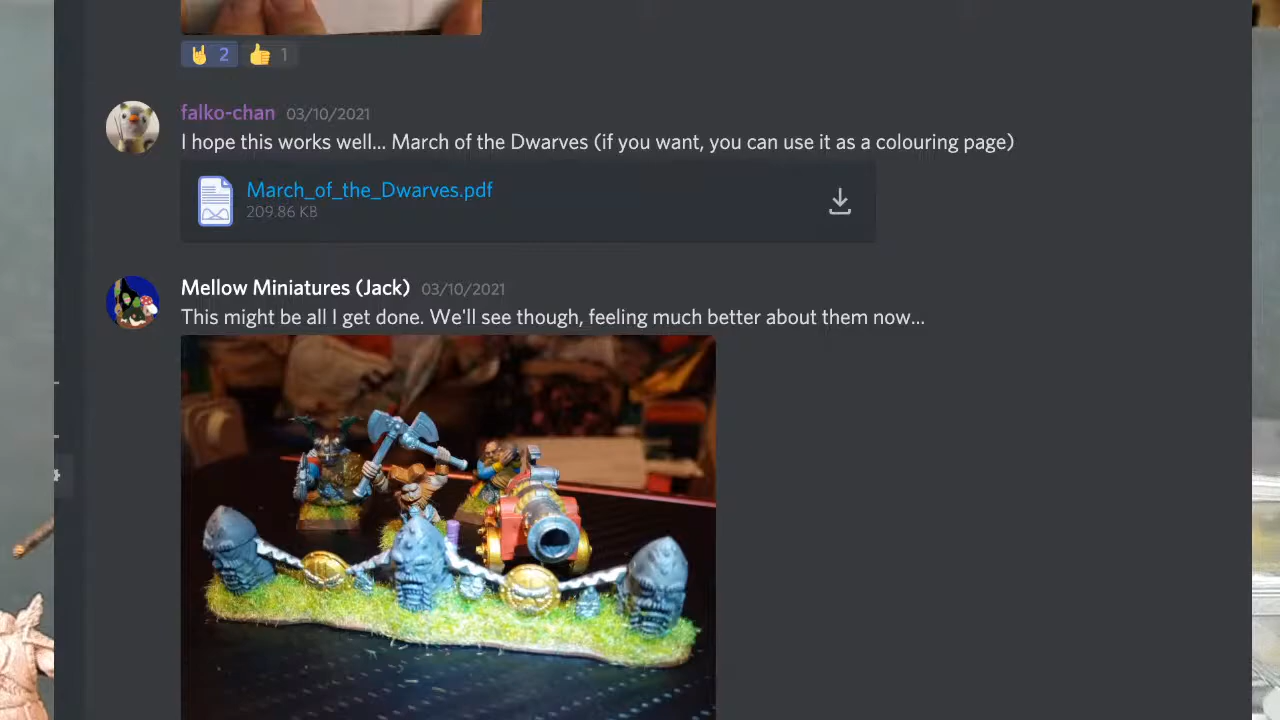 2
1
falko-chan 03/10/2021
I hope this works well... March of the Dwarves (if you want, you can use it as a colouring page)
March_of_the_Dwarves.pdf
209.86 KB
Mellow Miniatures (Jack) 03/10/2021
This might be all I get done. We'll see though, feeling much better about them now...